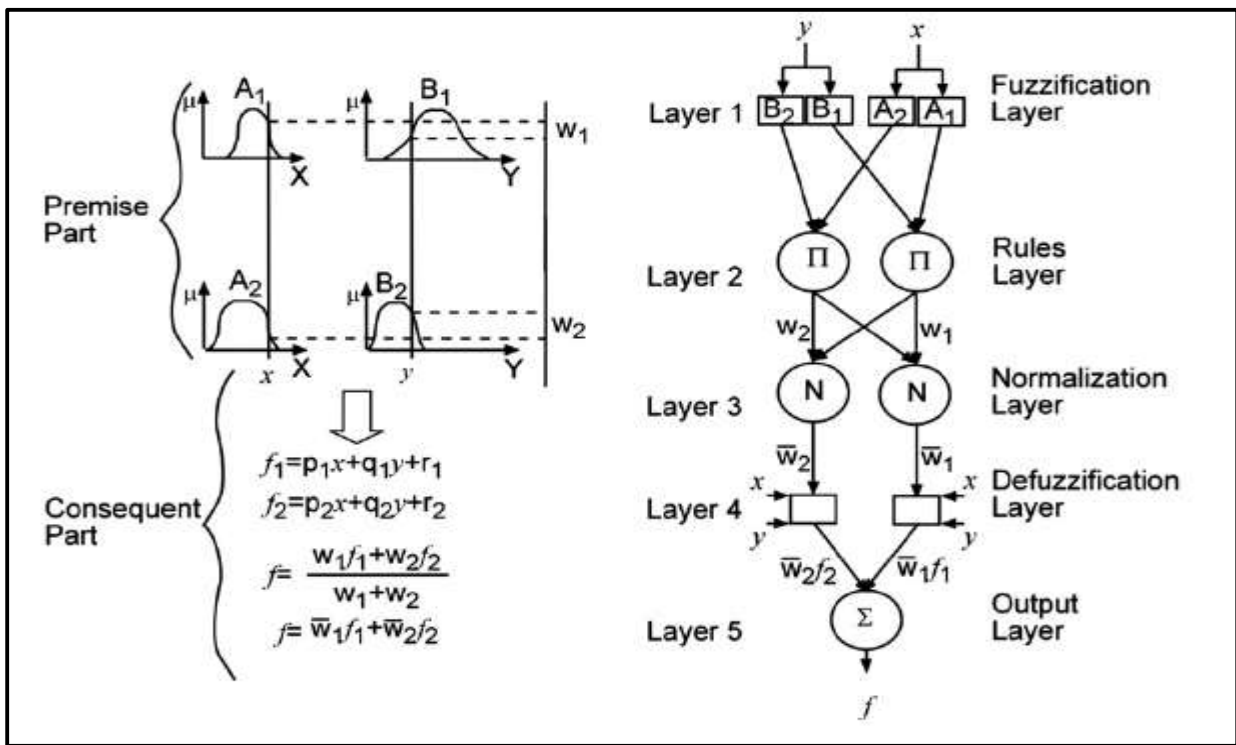 A₁
B₁
μ
μ
w₁
X
Y
Premise
Part
A₂
B₂
μ
μ
w₂
X
Y
x
y
Consequent
Part
f₁=p₁x+q₁y+r₁
f₂=p₂x+q₂y+r₂
f= w₁f₁+w₂f₂
w₁+w₂
f=w̅₁f₁+w̅₂f₂
y
x
Layer 1
B₂
B₁
A₂
A₁
Fuzzification
Layer
Layer 2
Π
Π
Rules
Layer
w₂
w₁
Layer 3
N
N
Normalization
Layer
w̅₂
w̅₁
x
x
Layer 4
Defuzzification
Layer
y
y
w̅₂f₂
w̅₁f₁
Layer 5
Σ
Output
Layer
f